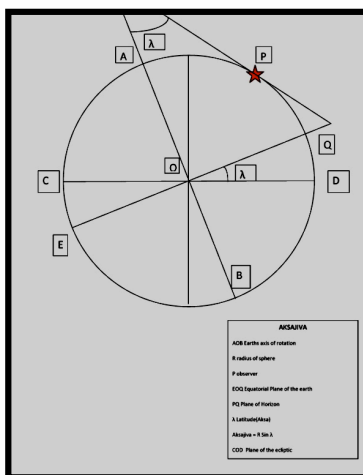 λ
A
P
Q
O
C
λ
D
E
B
AKSAJIVA
AOB Earths axis of rotation
R radius of sphere
P observer
EOQ Equatorial Plane of the earth
PQ Plane of Horizon
λ Latitude(Aksa)
Aksajiva = R Sin λ
COD Plane of the ecliptic